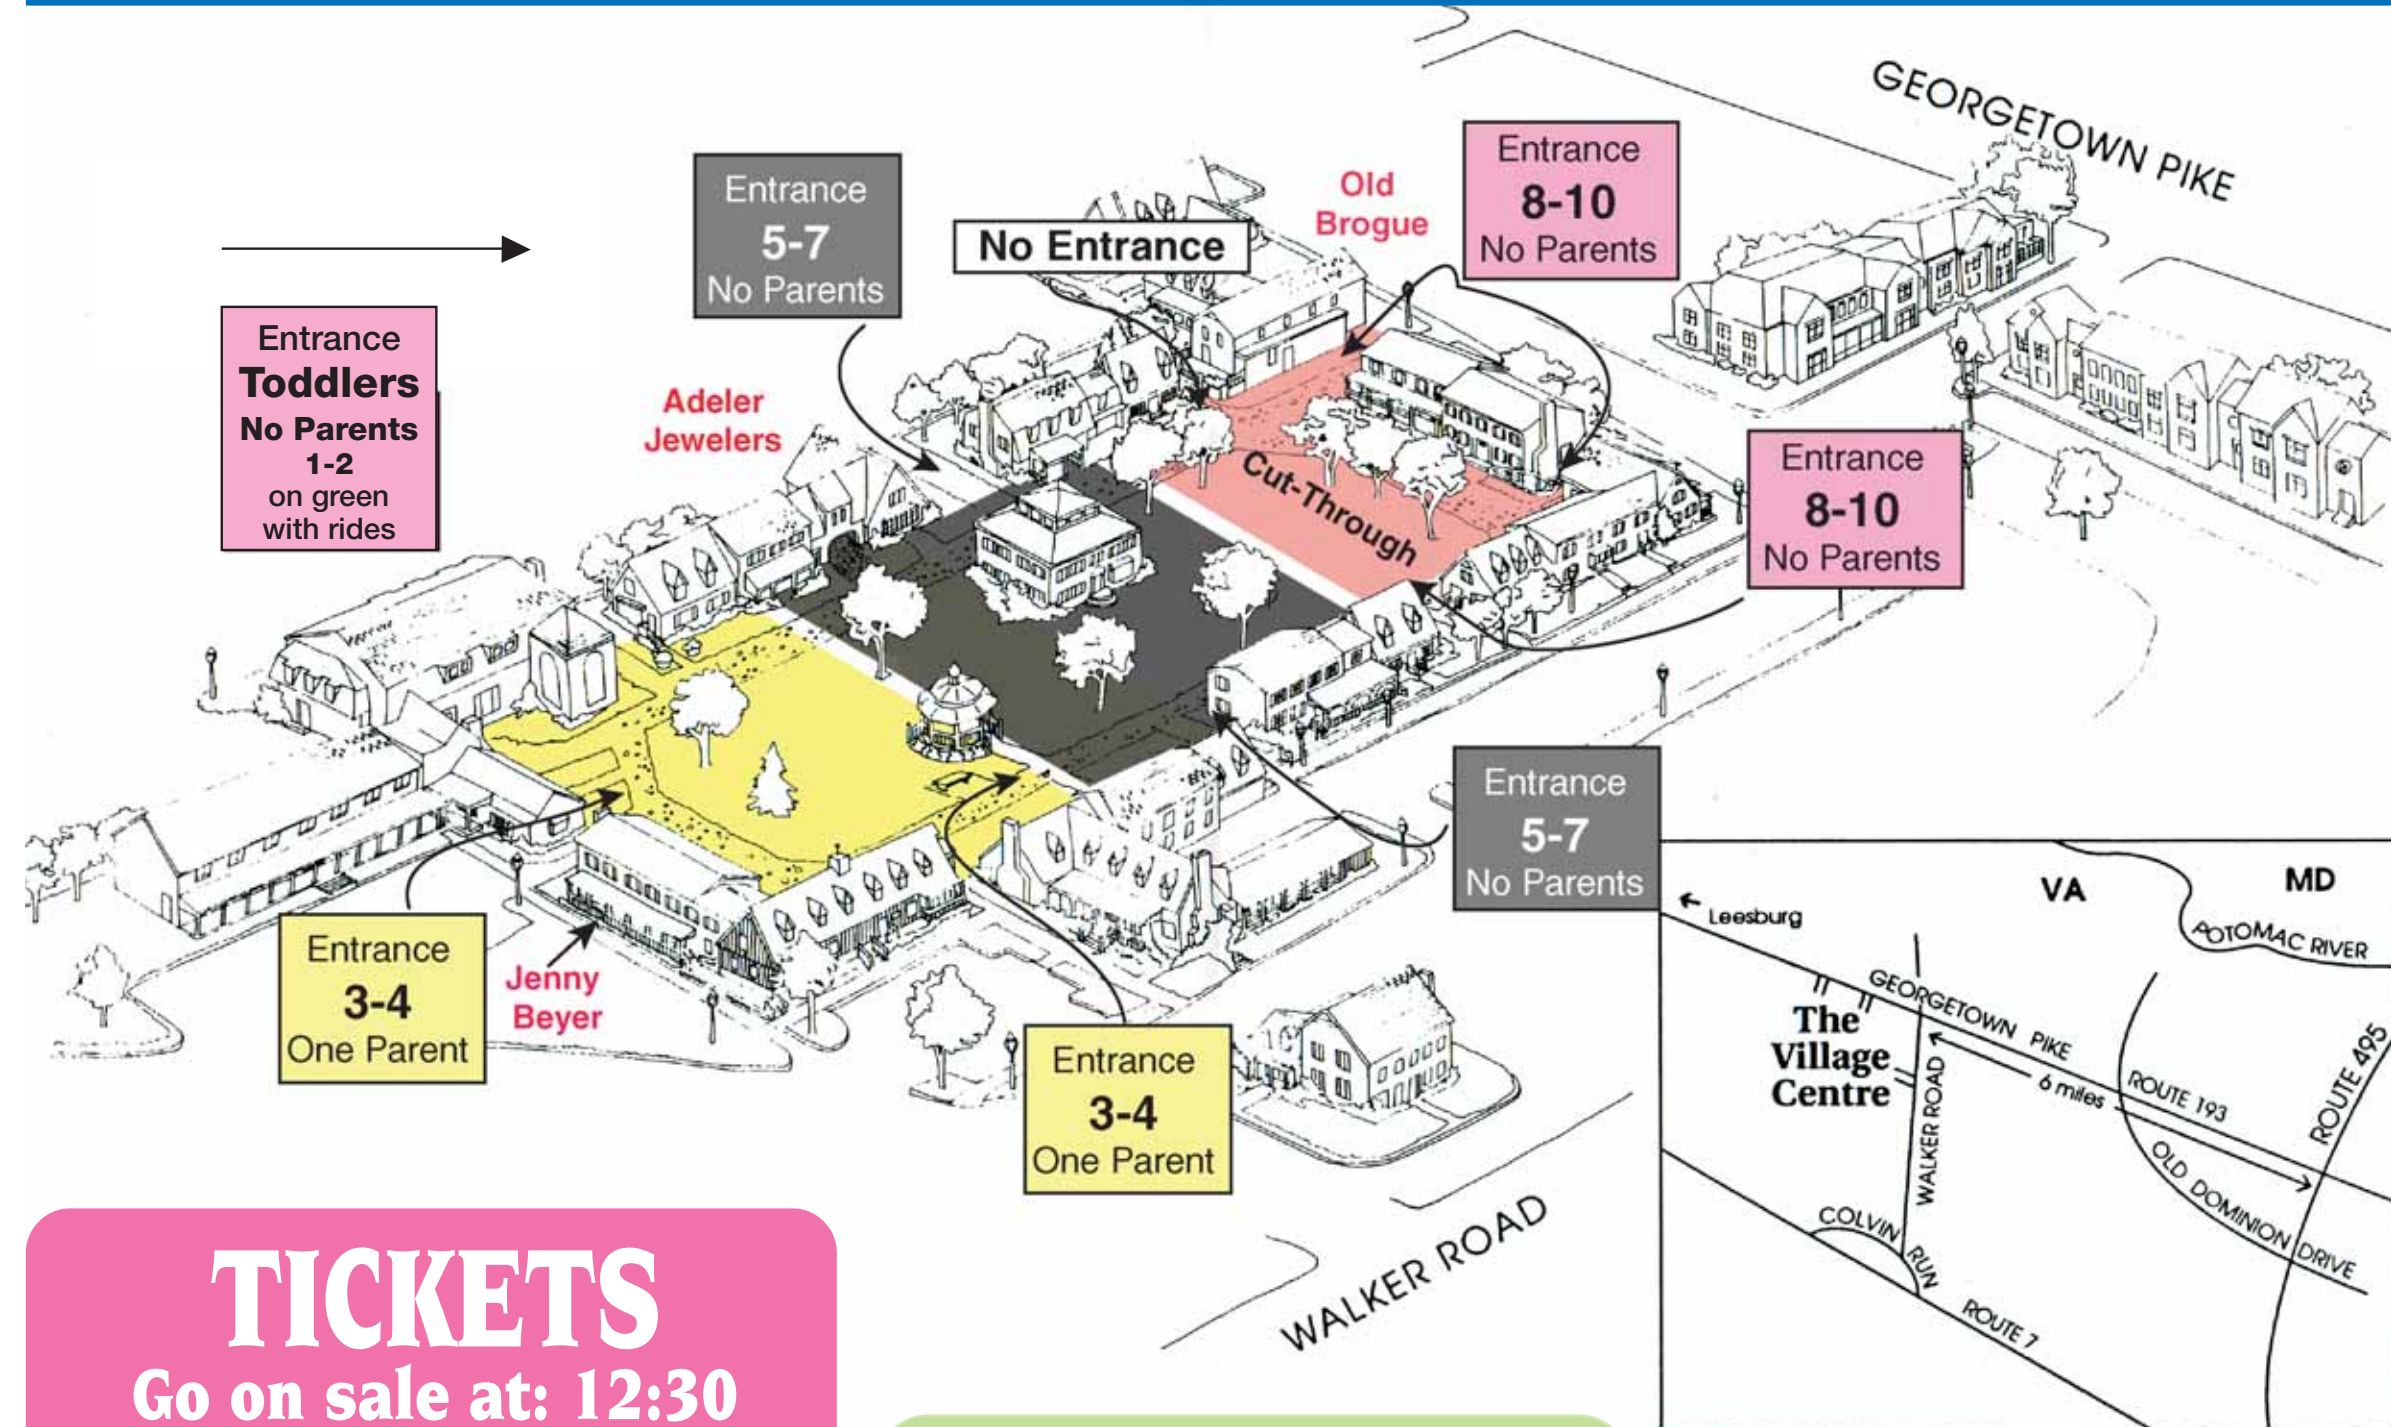 GEORGETOWN PIKE
Entrance
8-10
No Parents
Old
Brogue
Entrance
5-7
No Parents
No Entrance
Entrance
Toddlers
No Parents
1-2
on green
with rides
Adeler
Jewelers
Cut-Through
Entrance
8-10
No Parents
Entrance
5-7
No Parents
Entrance
3-4
One Parent
Jenny
Beyer
Entrance
3-4
One Parent
WALKER ROAD
VA
MD
Leesburg
POTOMAC RIVER
GEORGETOWN PIKE
The
Village
Centre
6 miles
ROUTE 193
ROUTE 495
WALKER ROAD
OLD DOMINION DRIVE
COLVIN RUN
ROUTE 7
TICKETS
Go on sale at: 12:30